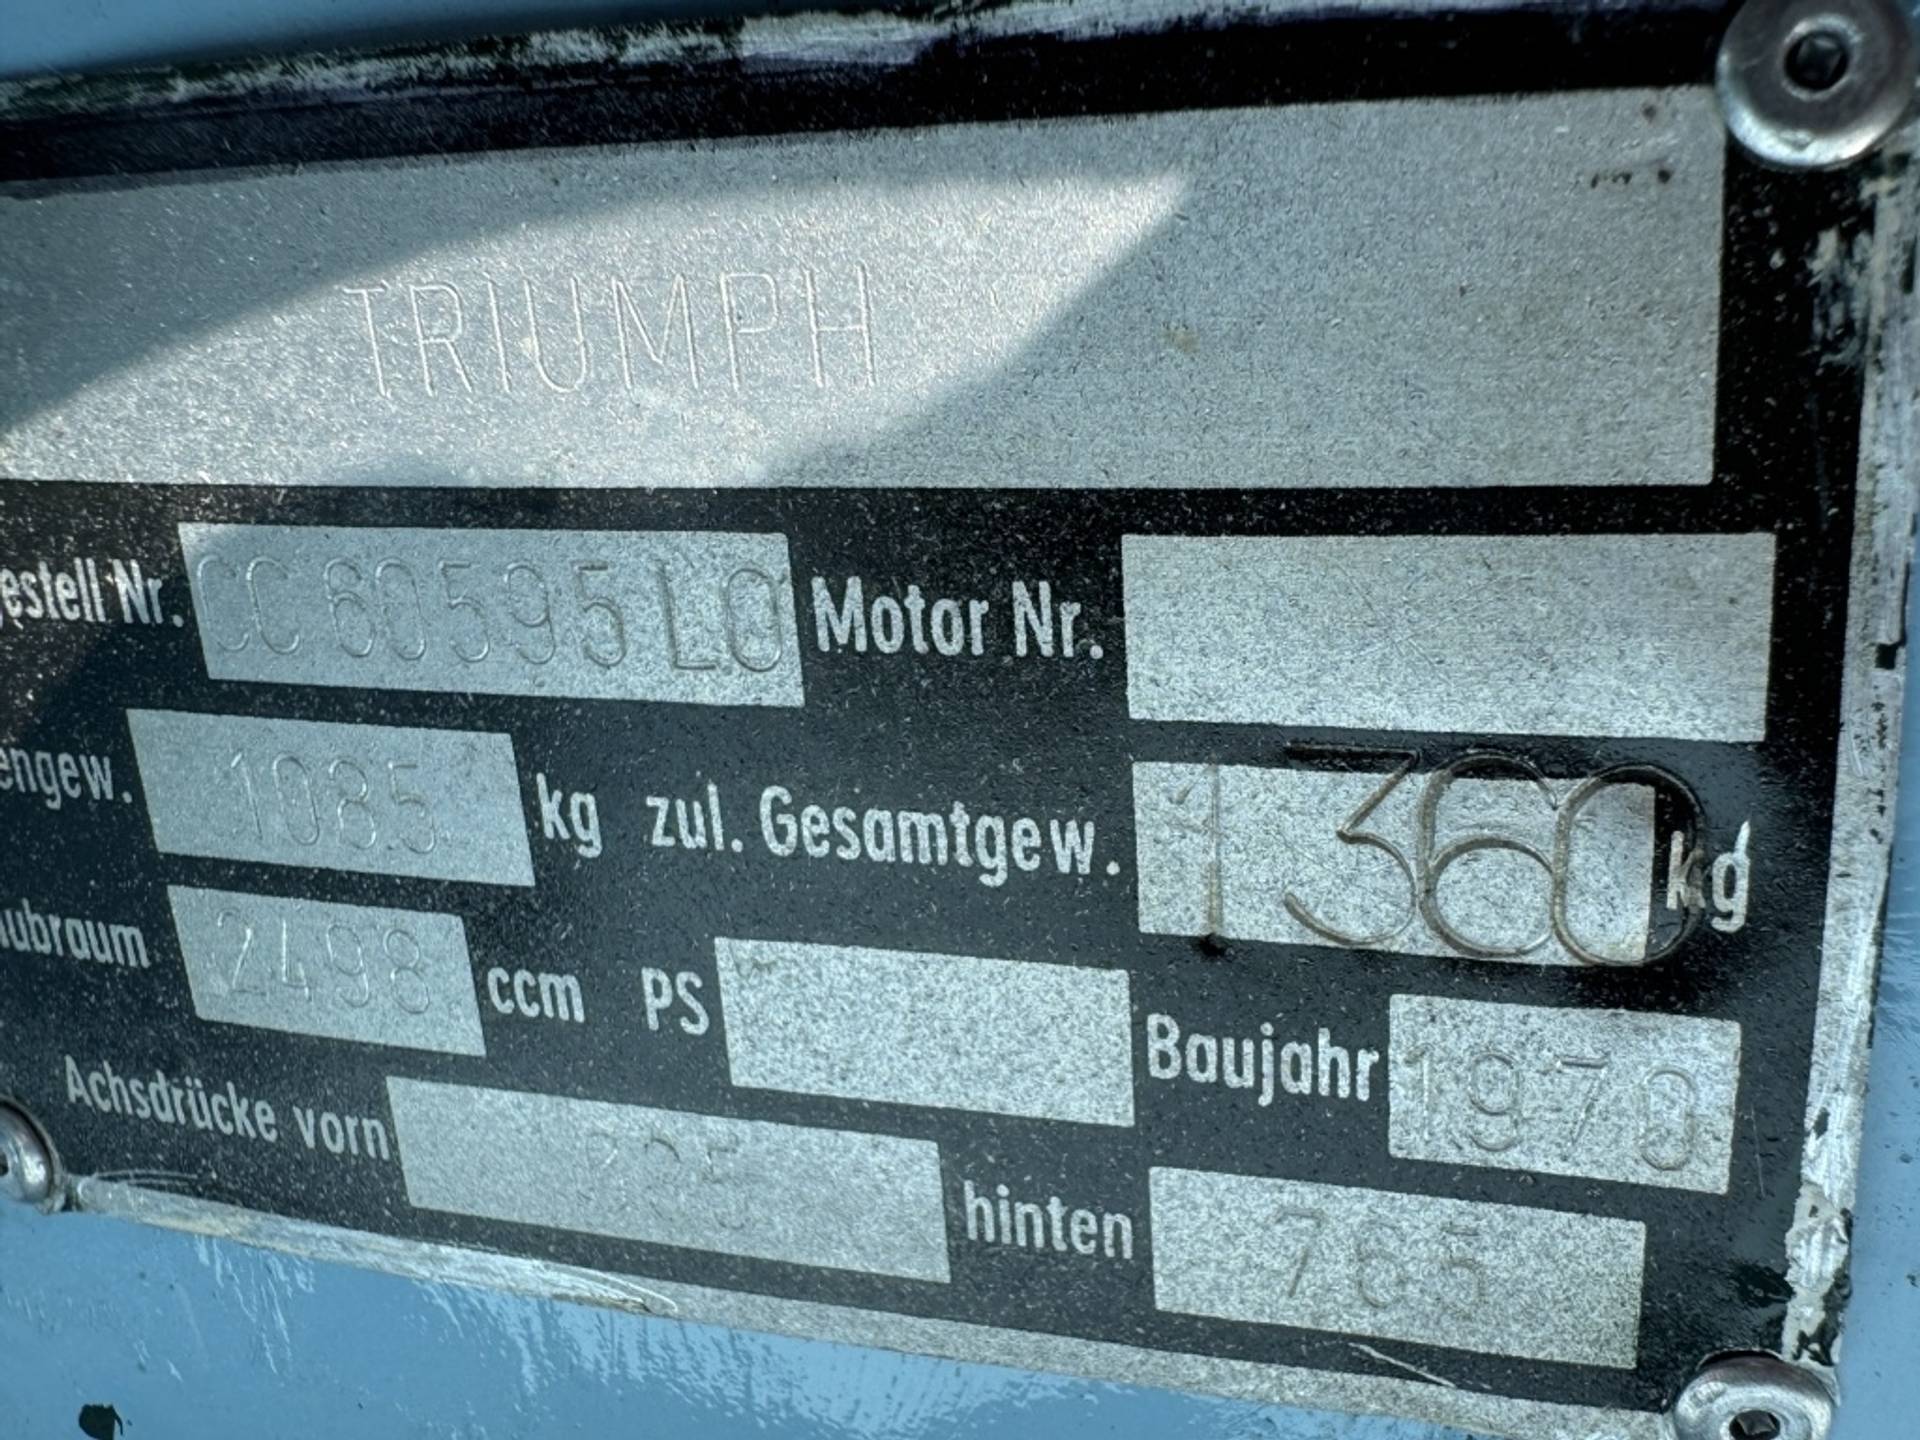 TRIUMPH
gestell Nr. CC 60595 LO Motor Nr.
engew. 1085 kg zul. Gesamtgew. 1360 kg
ubraum 2498 ccm PS Baujahr 1970
Achsdrücke vorn hinten 765